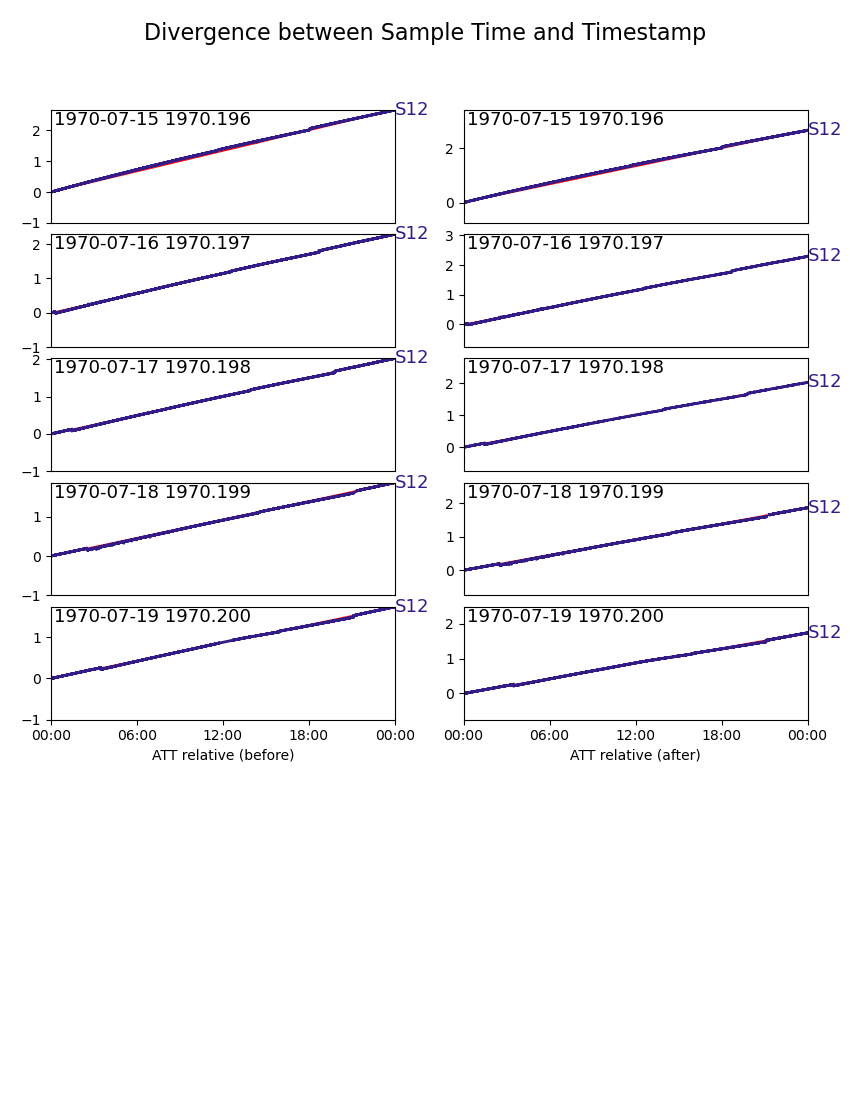 Divergence between Sample Time and Timestamp
1970-07-15 1970.196
S12
2
1
0
−1
1970-07-15 1970.196
S12
2
0
1970-07-16 1970.197
S12
2
1
0
−1
1970-07-16 1970.197
S12
3
2
1
0
1970-07-17 1970.198
S12
2
1
0
−1
1970-07-17 1970.198
S12
2
1
0
1970-07-18 1970.199
S12
1
0
−1
1970-07-18 1970.199
S12
2
1
0
1970-07-19 1970.200
S12
1
0
−1
1970-07-19 1970.200
S12
2
1
0
00:00 06:00 12:00 18:00 00:00
ATT relative (before)
00:00 06:00 12:00 18:00 00:00
ATT relative (after)